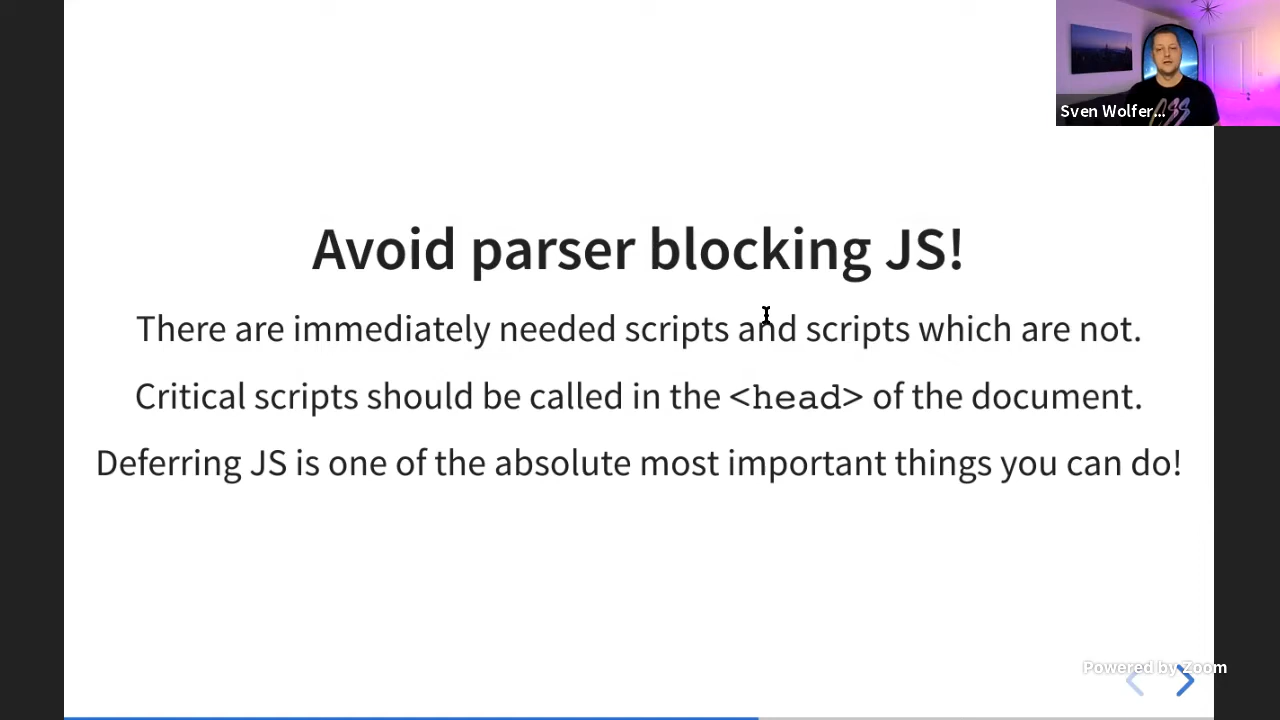 Sven Wolfer...
Avoid parser blocking JS!
There are immediately needed scripts and scripts which are not.
Critical scripts should be called in the <head> of the document.
Deferring JS is one of the absolute most important things you can do!
Powered by Zoom